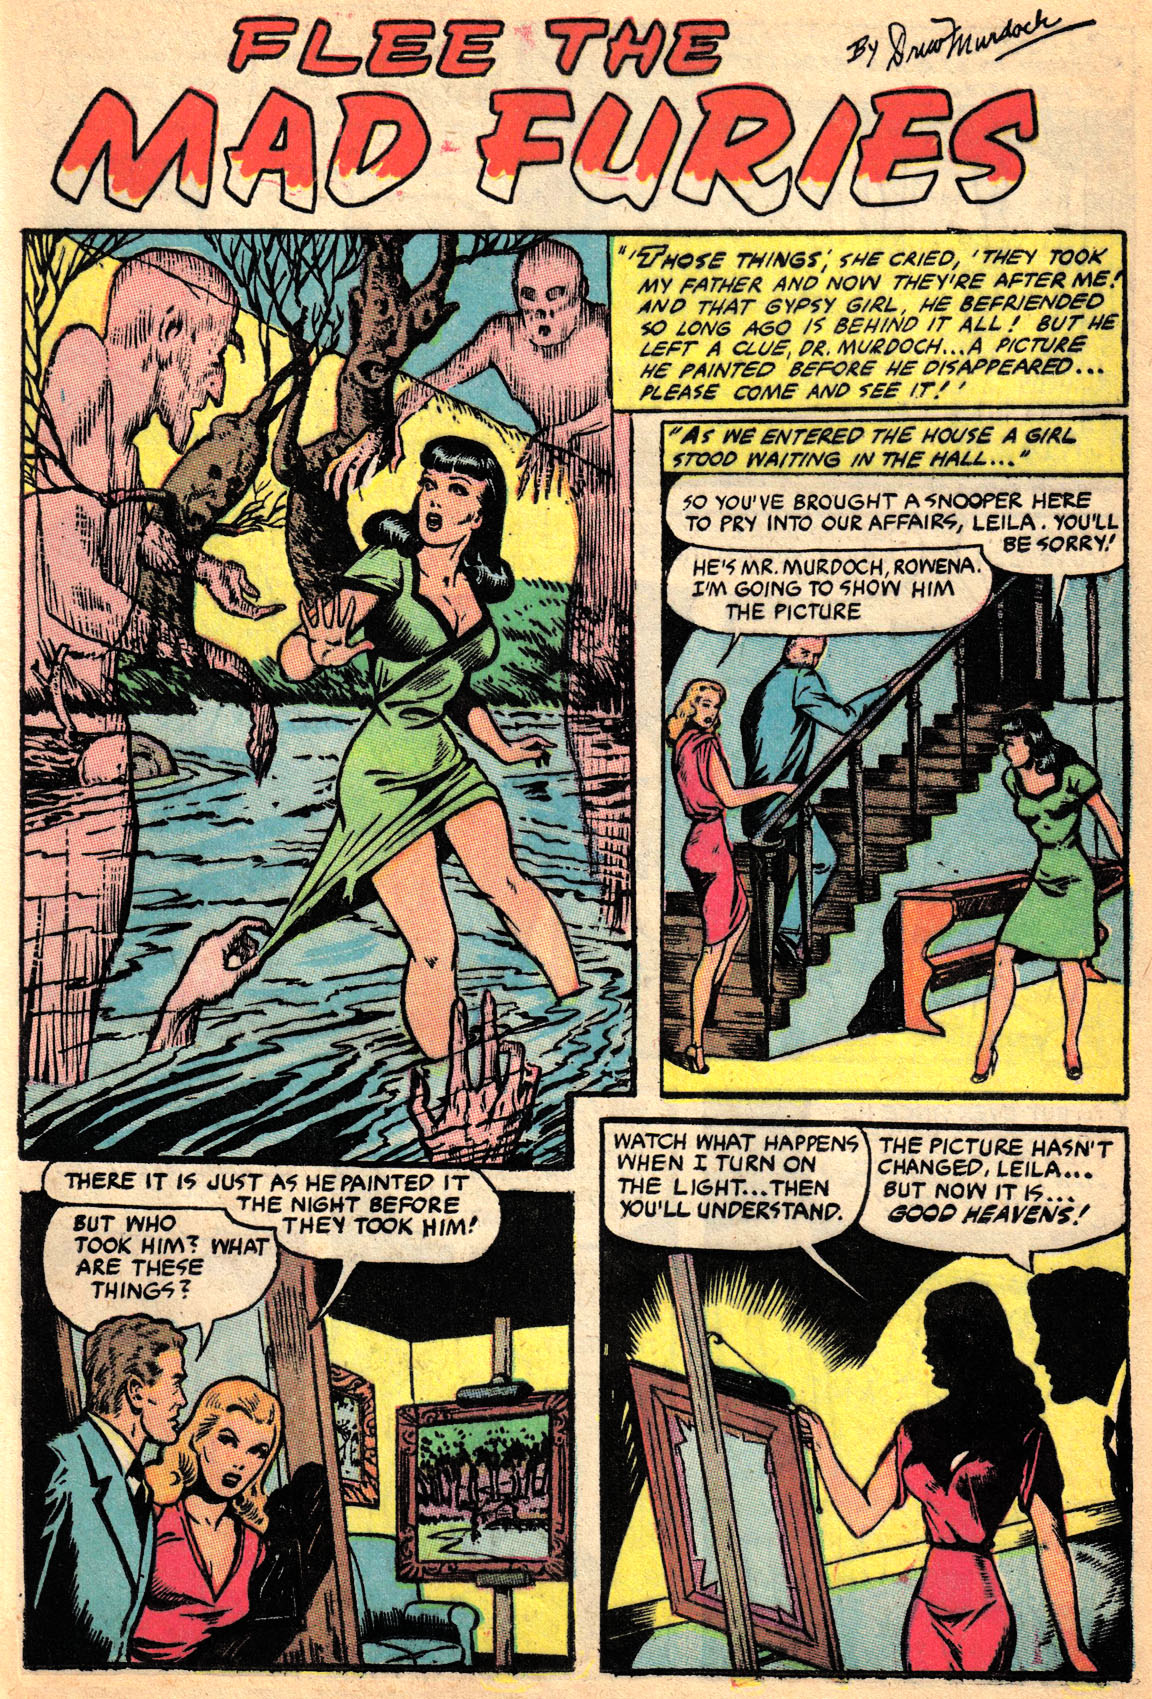 FLEE THE
MAD FURIES
BY Drew Murdoch
"'THOSE THINGS', SHE CRIED, 'THEY TOOK
MY FATHER AND NOW THEY'RE AFTER ME!
AND THAT GYPSY GIRL, HE BEFRIENDED
SO LONG AGO IS BEHIND IT ALL! BUT HE
LEFT A CLUE, DR. MURDOCH...A PICTURE
HE PAINTED BEFORE HE DISAPPEARED...
PLEASE COME AND SEE IT!'
"AS WE ENTERED THE HOUSE A GIRL
STOOD WAITING IN THE HALL..."
SO YOU'VE BROUGHT A SNOOPER HERE
TO PRY INTO OUR AFFAIRS, LEILA. YOU'LL
BE SORRY!
HE'S MR. MURDOCH, ROWENA.
I'M GOING TO SHOW HIM
THE PICTURE
THERE IT IS JUST AS HE PAINTED IT
THE NIGHT BEFORE
THEY TOOK HIM!
BUT WHO
TOOK HIM? WHAT
ARE THESE
THINGS?
WATCH WHAT HAPPENS
WHEN I TURN ON
THE LIGHT...THEN
YOU'LL UNDERSTAND.
THE PICTURE HASN'T
CHANGED, LEILA...
BUT NOW IT IS...
GOOD HEAVENS!